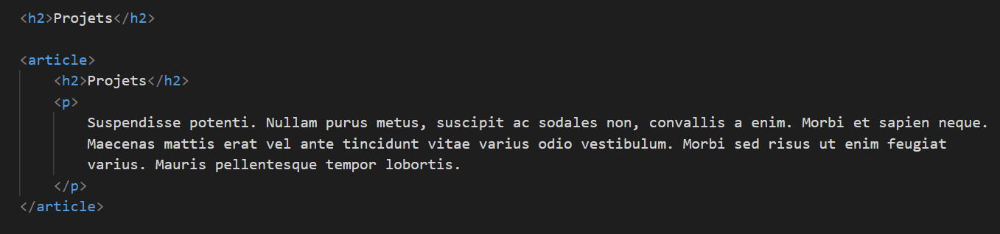 <h2>Projets</h2>
<article>
<h2>Projets</h2>
<p>
Suspendisse potenti. Nullam purus metus, suscipit ac sodales non, convallis a enim. Morbi et sapien neque.
Maecenas mattis erat vel ante tincidunt vitae varius odio vestibulum. Morbi sed risus ut enim feugiat
varius. Mauris pellentesque tempor lobortis.
</p>
</article>